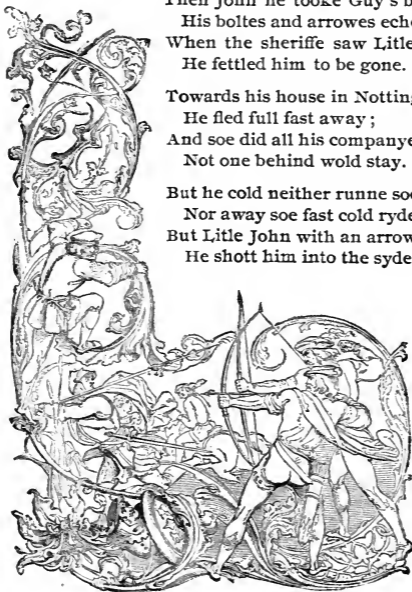 Then John he tooke Guy's b
His boltes and arrowes eche
When the sheriffe saw Litle
He fettled him to be gone.
Towards his house in Notting
He fled full fast away;
And soe did all his companye
Not one behind wold stay.
But he cold neither runne soe
Nor away soe fast cold ryde
But Litle John with an arrow
He shott him into the syde